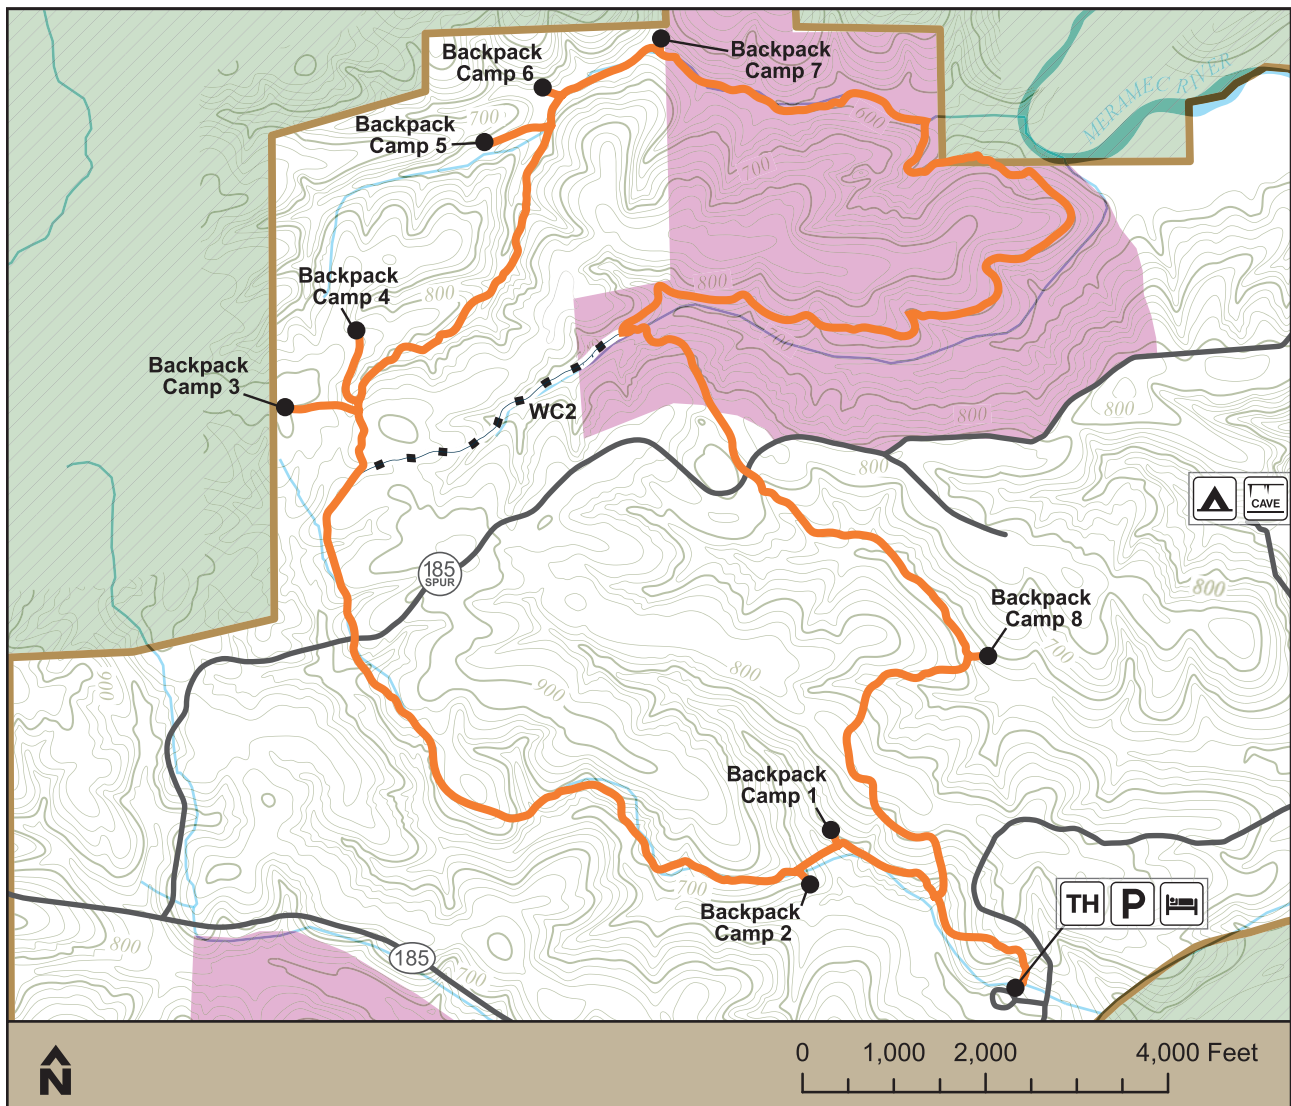 Backpack
Camp 6
Backpack
Camp 7
MERAMEC RIVER
700
600
Backpack
Camp 5
700
Backpack
Camp 4
800
800
700
Backpack
Camp 3
WC2
800
800
800
CAVE
185
SPUR
800
Backpack
Camp 8
700
800
900
900
Backpack
Camp 1
700
TH P
Backpack
Camp 2
800
185
700
N
0 1,000 2,000 4,000 Feet